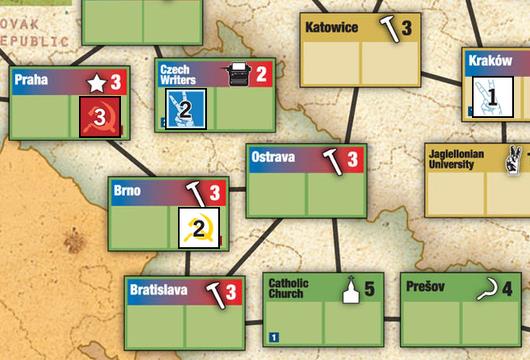 OVAK
EPUBLIC
Katowice 3
Praha 3
3
Czech
Writers 2
2
Kraków
1
Ostrava 3
Jagiellonian
University
Brno 3
2
Bratislava 3
Catholic
Church 5
1
Prešov 4